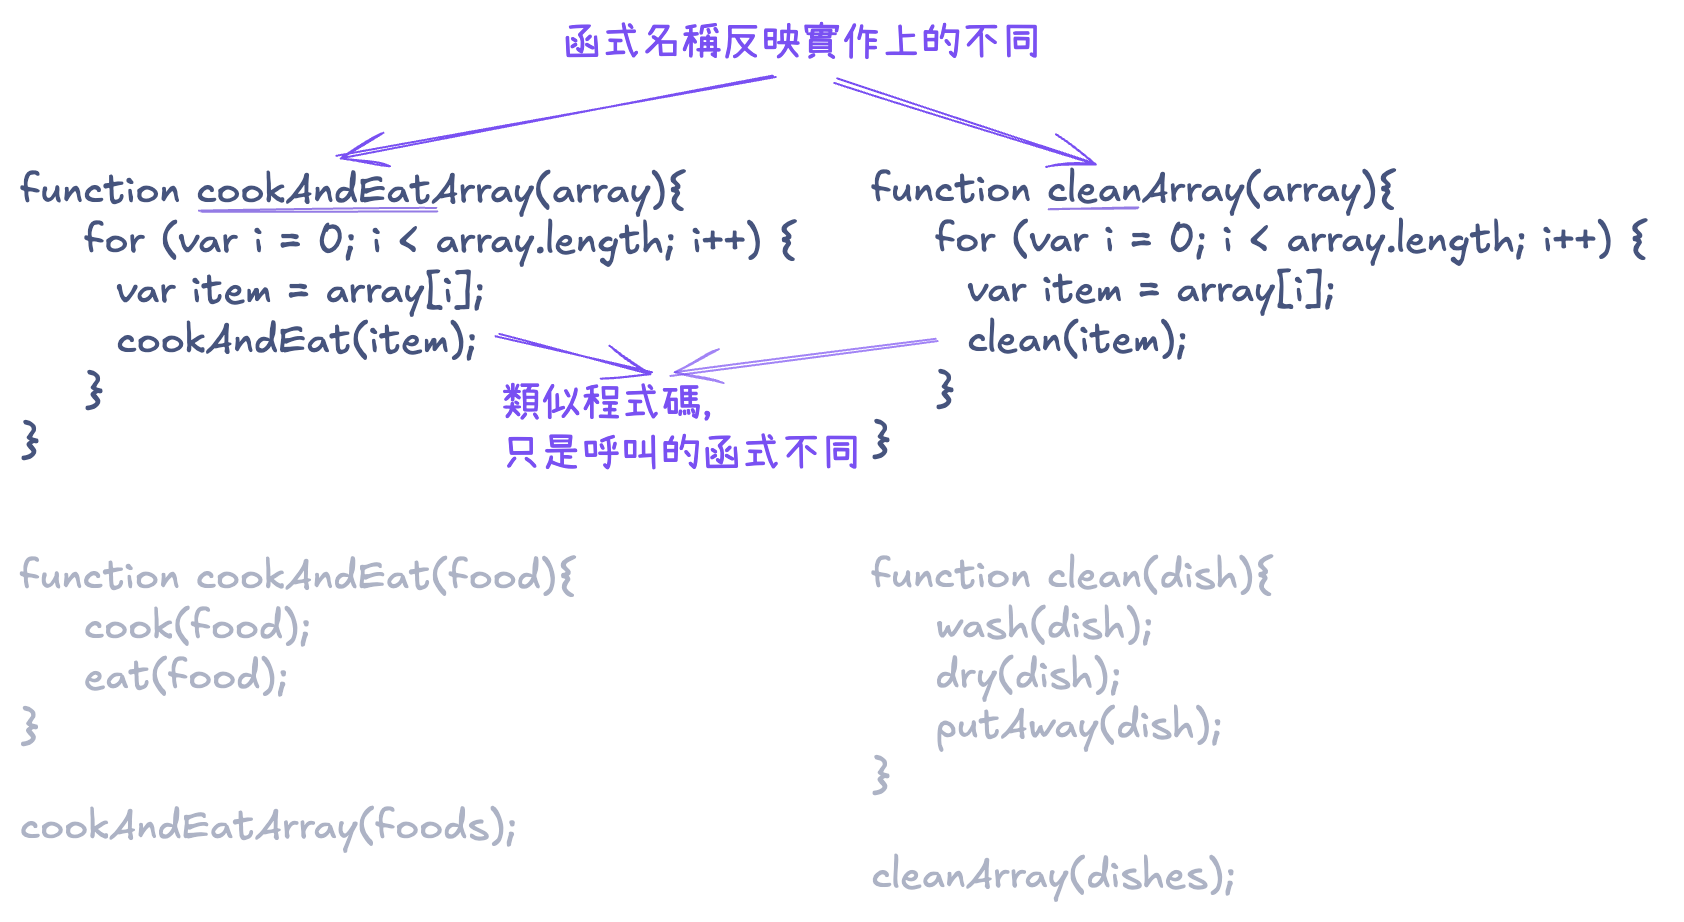 函式名稱反映實作上的不同
function cookAndEatArray(array){
for (var i = 0; i < array.length; i++) {
var item = array[i];
cookAndEat(item);
}
}
function cleanArray(array){
for (var i = 0; i < array.length; i++) {
var item = array[i];
clean(item);
}
}
類似程式碼,
只是呼叫的函式不同
function cookAndEat(food){
cook(food);
eat(food);
}
cookAndEatArray(foods);
function clean(dish){
wash(dish);
dry(dish);
putAway(dish);
}
cleanArray(dishes);